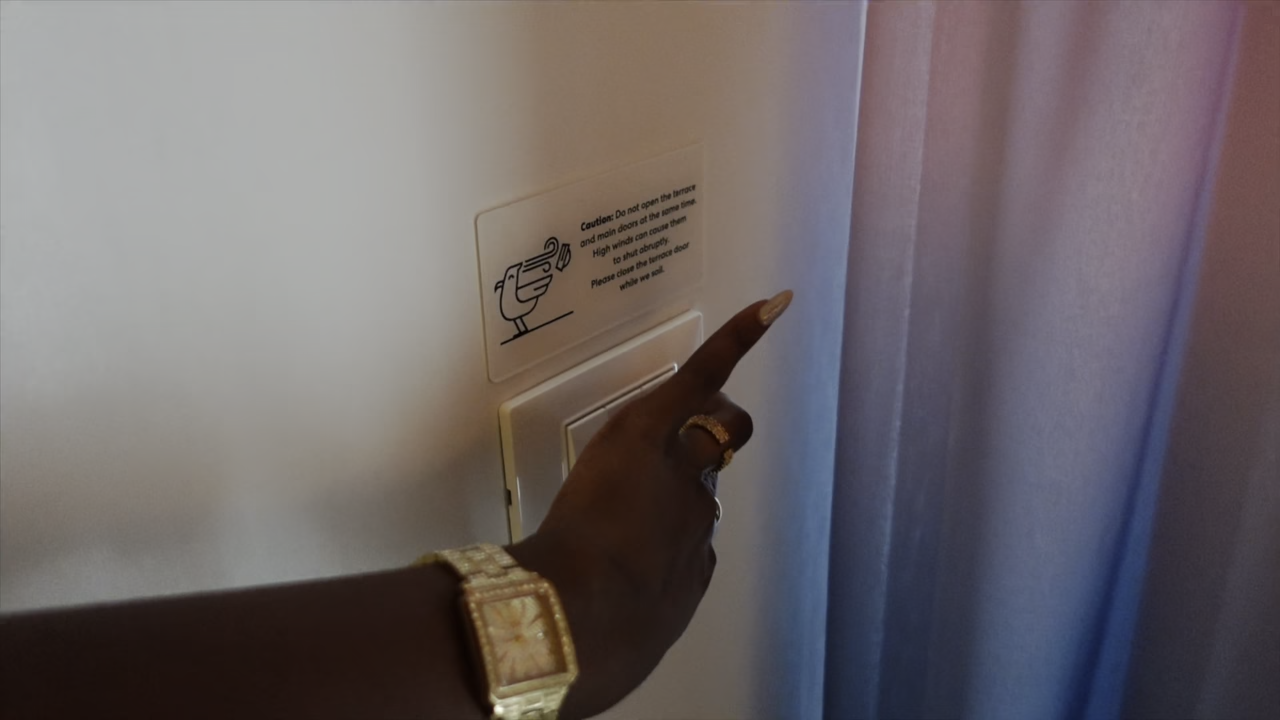 Caution: Do not open the terrace
and main doors at the same time.
High winds can cause them
to shut abruptly.
Please close the terrace door
while we sail.